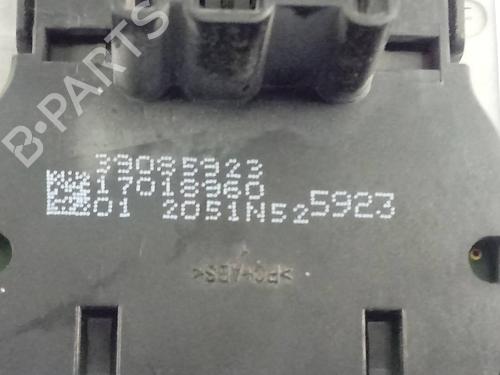 B-PARTS
39085923
17018960
01 2051N52 5923
>PC+ABS<